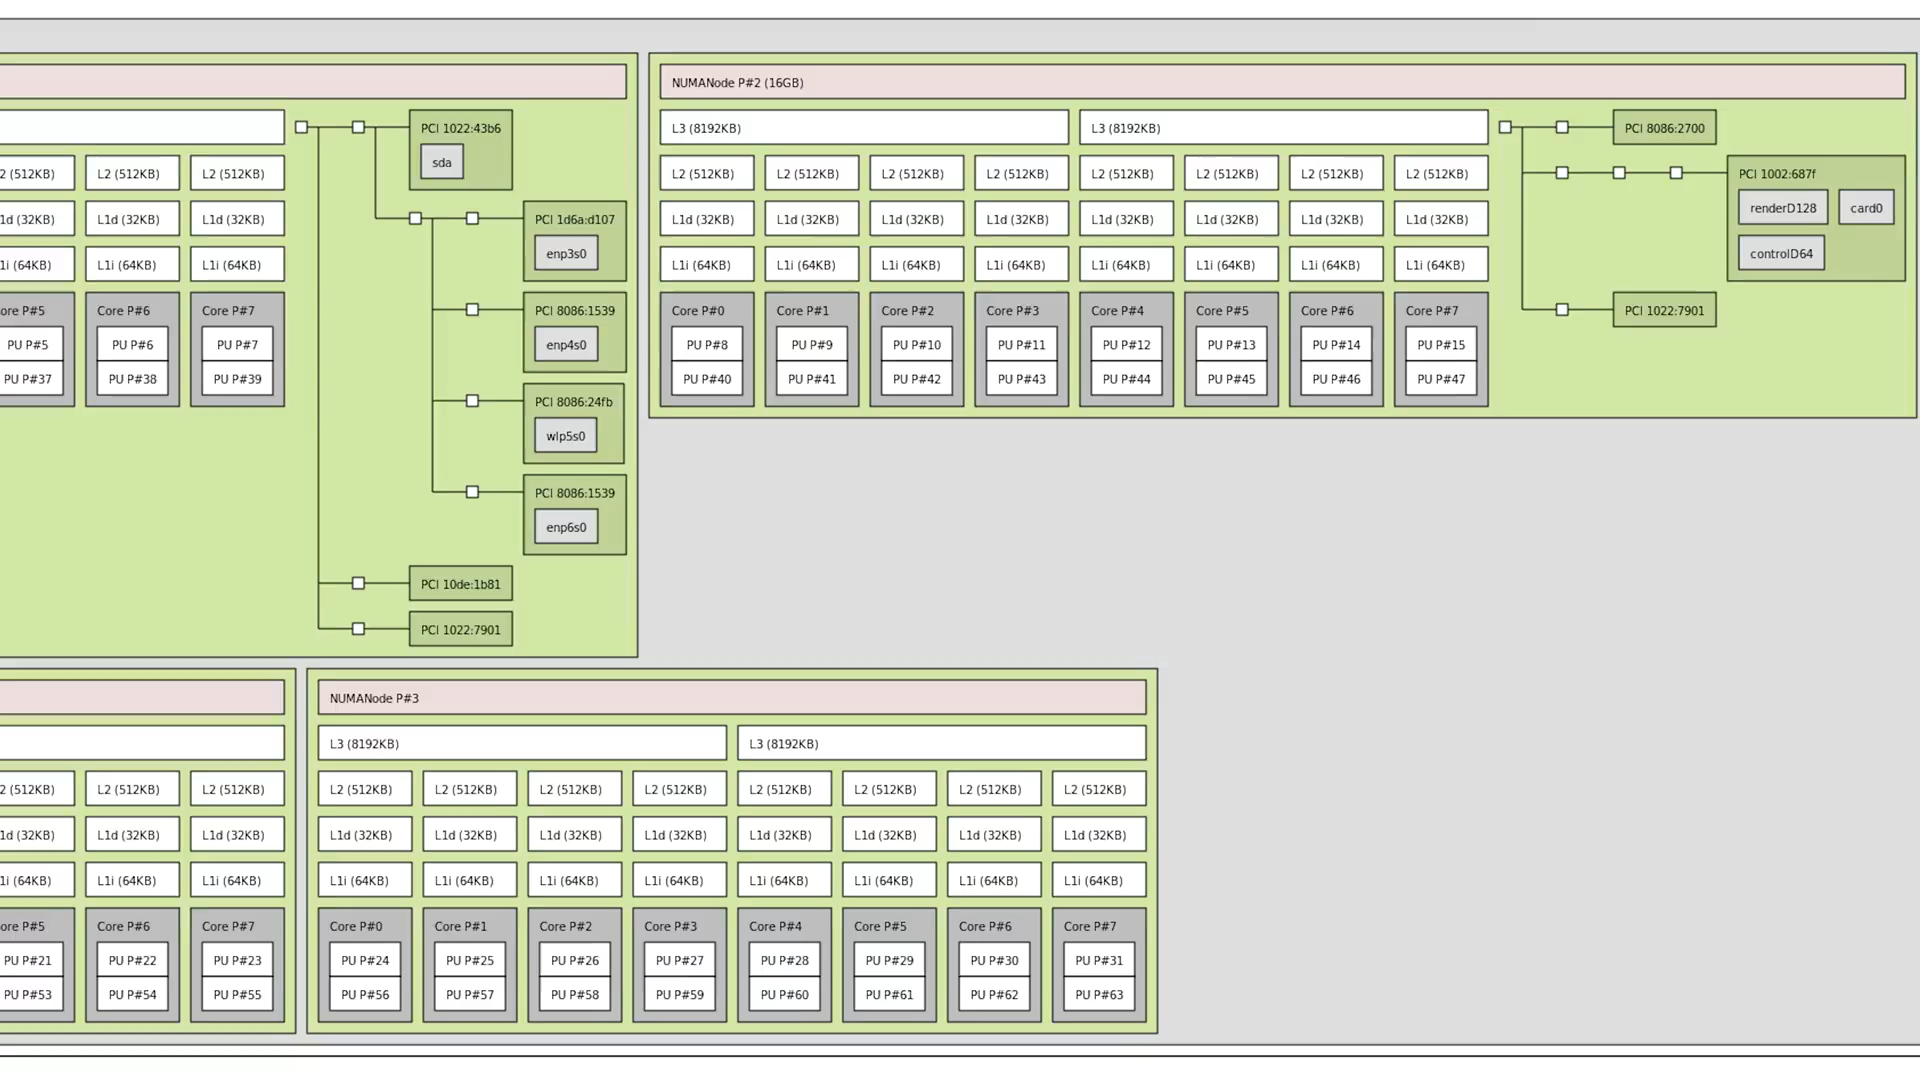 NUMANode P#2 (16GB)
PCI 1022:43b6
sda
L3 (8192KB) L3 (8192KB)
PCI 8086:2700
2 (512KB) L2 (512KB) L2 (512KB)
L2 (512KB) L2 (512KB) L2 (512KB) L2 (512KB) L2 (512KB) L2 (512KB) L2 (512KB) L2 (512KB)
PCI 1002:687f
renderD128 card0
controlD64
1d (32KB) L1d (32KB) L1d (32KB)
PCI 1d6a:d107
enp3s0
L1d (32KB) L1d (32KB) L1d (32KB) L1d (32KB) L1d (32KB) L1d (32KB) L1d (32KB) L1d (32KB)
1i (64KB) L1i (64KB) L1i (64KB)
L1i (64KB) L1i (64KB) L1i (64KB) L1i (64KB) L1i (64KB) L1i (64KB) L1i (64KB) L1i (64KB)
ore P#5 Core P#6 Core P#7
PCI 8086:1539
enp4s0
Core P#0 Core P#1 Core P#2 Core P#3 Core P#4 Core P#5 Core P#6 Core P#7
PCI 1022:7901
PU P#5 PU P#6 PU P#7
PU P#8 PU P#9 PU P#10 PU P#11 PU P#12 PU P#13 PU P#14 PU P#15
PU P#37 PU P#38 PU P#39
PU P#40 PU P#41 PU P#42 PU P#43 PU P#44 PU P#45 PU P#46 PU P#47
PCI 8086:24fb
wlp5s0
PCI 8086:1539
enp6s0
PCI 10de:1b81
PCI 1022:7901
NUMANode P#3
L3 (8192KB) L3 (8192KB)
2 (512KB) L2 (512KB) L2 (512KB)
L2 (512KB) L2 (512KB) L2 (512KB) L2 (512KB) L2 (512KB) L2 (512KB) L2 (512KB) L2 (512KB)
1d (32KB) L1d (32KB) L1d (32KB)
L1d (32KB) L1d (32KB) L1d (32KB) L1d (32KB) L1d (32KB) L1d (32KB) L1d (32KB) L1d (32KB)
1i (64KB) L1i (64KB) L1i (64KB)
L1i (64KB) L1i (64KB) L1i (64KB) L1i (64KB) L1i (64KB) L1i (64KB) L1i (64KB) L1i (64KB)
ore P#5 Core P#6 Core P#7
Core P#0 Core P#1 Core P#2 Core P#3 Core P#4 Core P#5 Core P#6 Core P#7
PU P#21 PU P#22 PU P#23
PU P#24 PU P#25 PU P#26 PU P#27 PU P#28 PU P#29 PU P#30 PU P#31
PU P#53 PU P#54 PU P#55
PU P#56 PU P#57 PU P#58 PU P#59 PU P#60 PU P#61 PU P#62 PU P#63